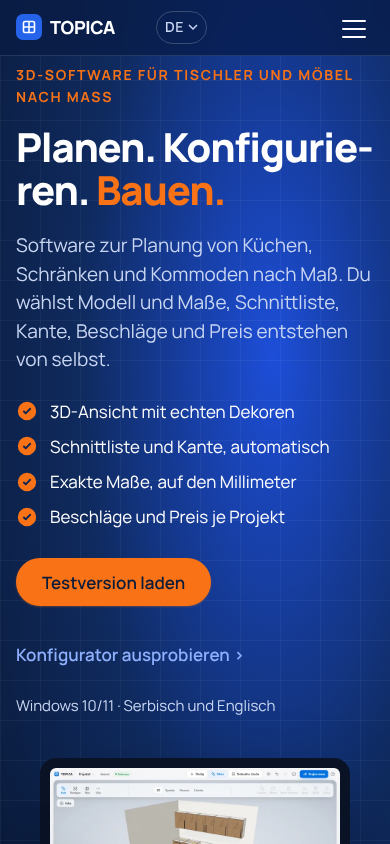 TOPICA
DE
3D-SOFTWARE FÜR TISCHLER UND MÖBEL
NACH MASS
Planen. Konfigurie-
ren. Bauen.
Software zur Planung von Küchen,
Schränken und Kommoden nach Maß. Du
wählst Modell und Maße, Schnittliste,
Kante, Beschläge und Preis entstehen
von selbst.
3D-Ansicht mit echten Dekoren
Schnittliste und Kante, automatisch
Exakte Maße, auf den Millimeter
Beschläge und Preis je Projekt
Testversion laden
Konfigurator ausprobieren ›
Windows 10/11 · Serbisch und Englisch
TOPICA